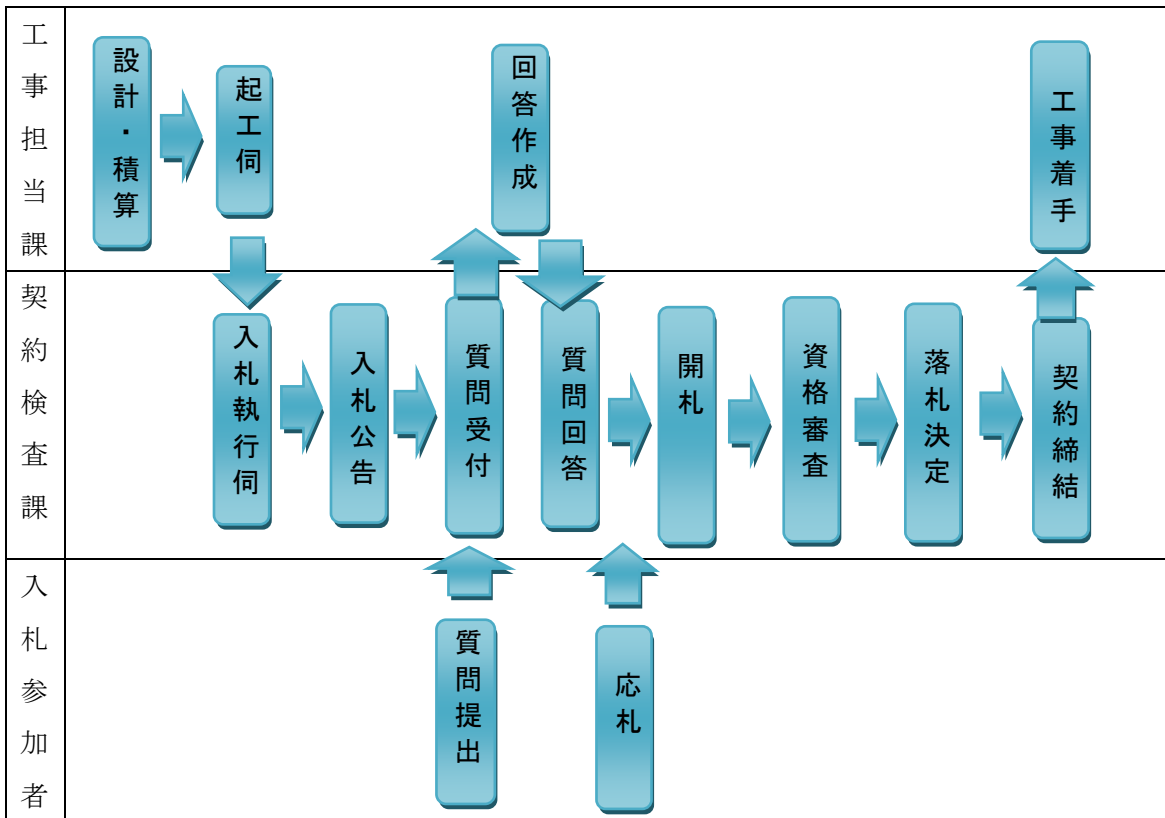 工事担当課
設計・積算
起工伺
回答作成
工事着手
契約検査課
入札執行伺
入札公告
質問受付
質問回答
開札
資格審査
落札決定
契約締結
入札参加者
質問提出
応札